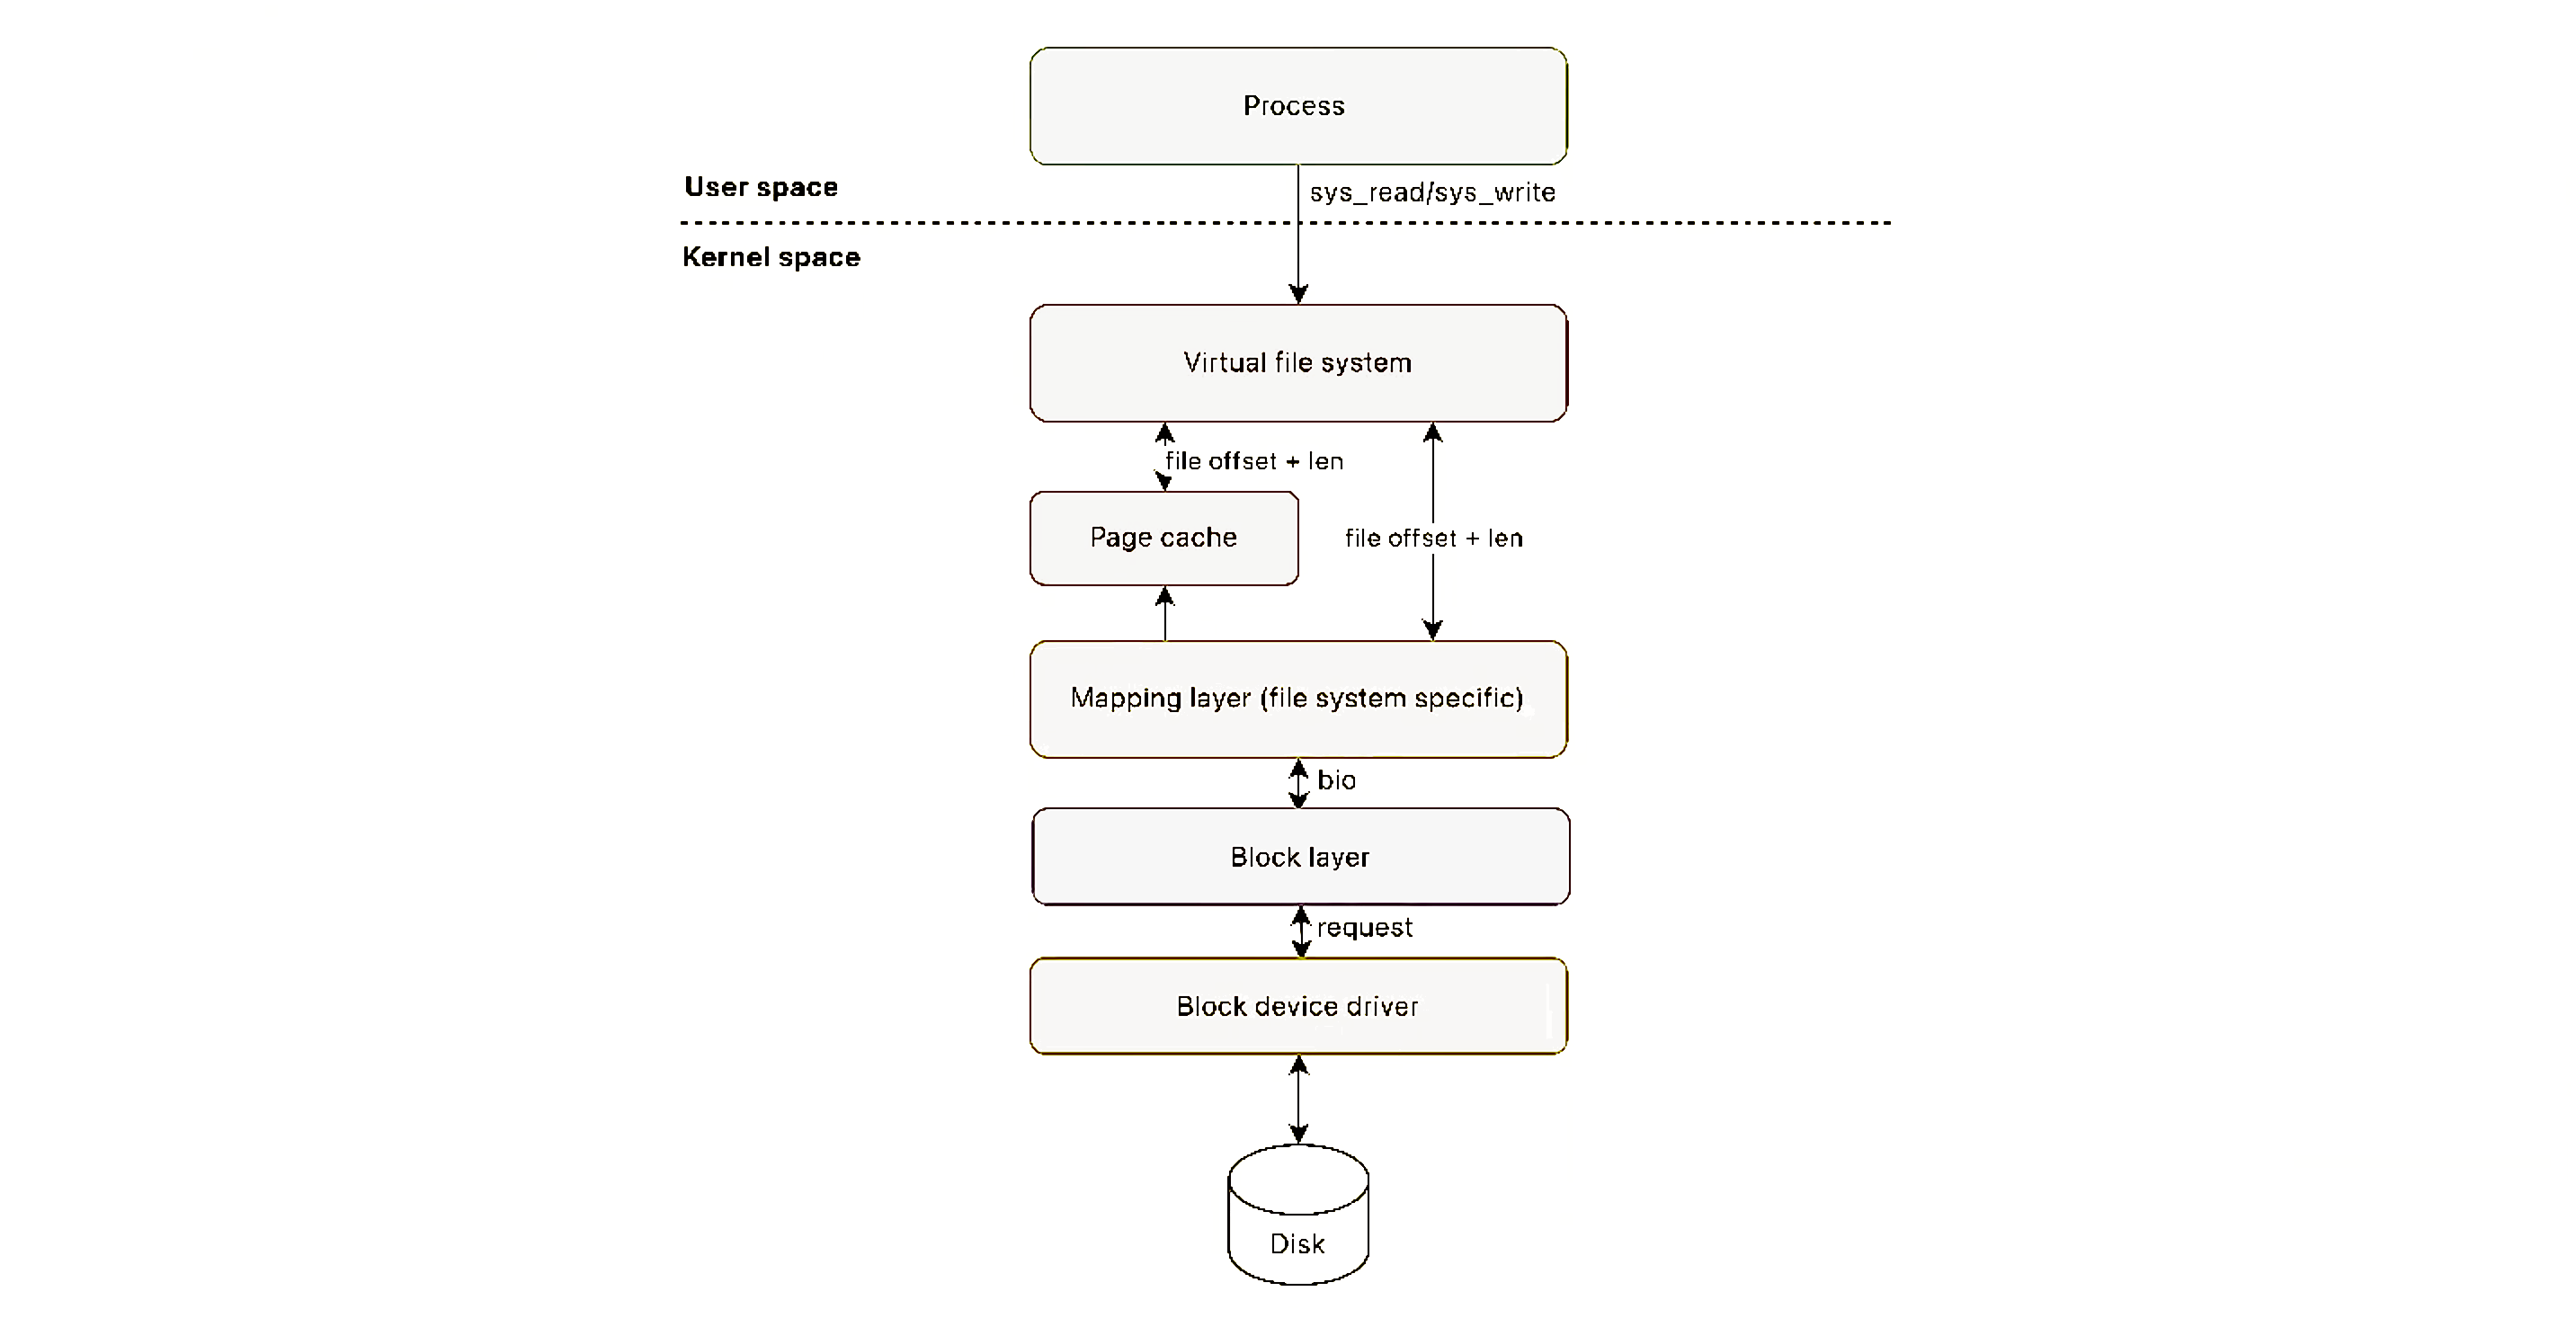 Process
User space
sys_read/sys_write
Kernel space
Virtual file system
file offset + len
Page cache
file offset + len
Mapping layer (file system specific)
bio
Block layer
request
Block device driver
Disk